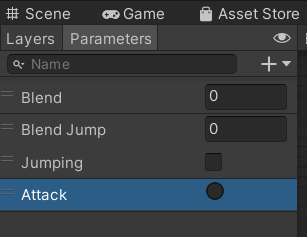 Scene Game Asset Store
Layers Parameters
Name
Blend 0
Blend Jump 0
Jumping
Attack